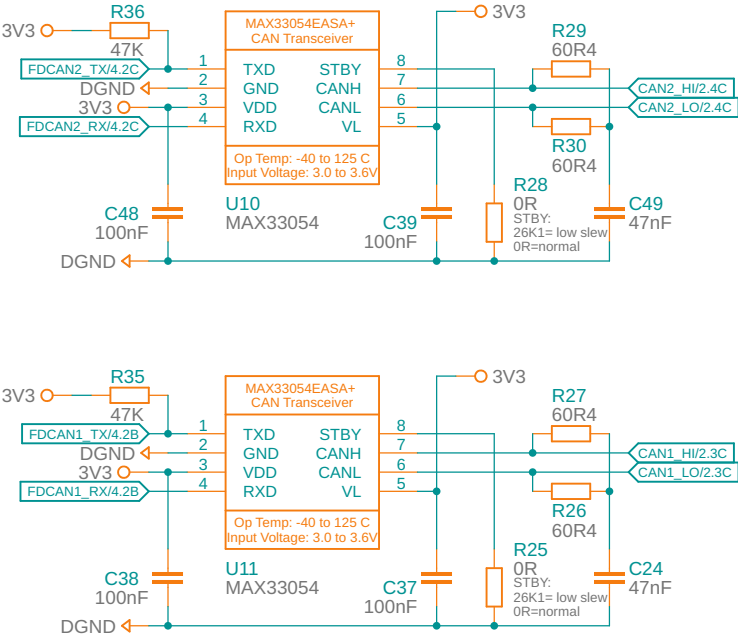 R36
3V3
47K
FDCAN2_TX/4.2C
DGND
3V3
FDCAN2_RX/4.2C
1
2
3
4
MAX33054EASA+
CAN Transceiver
TXD
GND
VDD
RXD
STBY
CANH
CANL
VL
8
7
6
5
Op Temp: -40 to 125 C
Input Voltage: 3.0 to 3.6V
U10
MAX33054
3V3
R29
60R4
CAN2_HI/2.4C
CAN2_LO/2.4C
R30
60R4
C48
100nF
C39
100nF
R28
0R
STBY:
26K1= low slew
0R=normal
C49
47nF
DGND
R35
3V3
47K
FDCAN1_TX/4.2B
DGND
3V3
FDCAN1_RX/4.2B
1
2
3
4
MAX33054EASA+
CAN Transceiver
TXD
GND
VDD
RXD
STBY
CANH
CANL
VL
8
7
6
5
Op Temp: -40 to 125 C
Input Voltage: 3.0 to 3.6V
U11
MAX33054
3V3
R27
60R4
CAN1_HI/2.3C
CAN1_LO/2.3C
R26
60R4
C38
100nF
C37
100nF
R25
0R
STBY:
26K1= low slew
0R=normal
C24
47nF
DGND